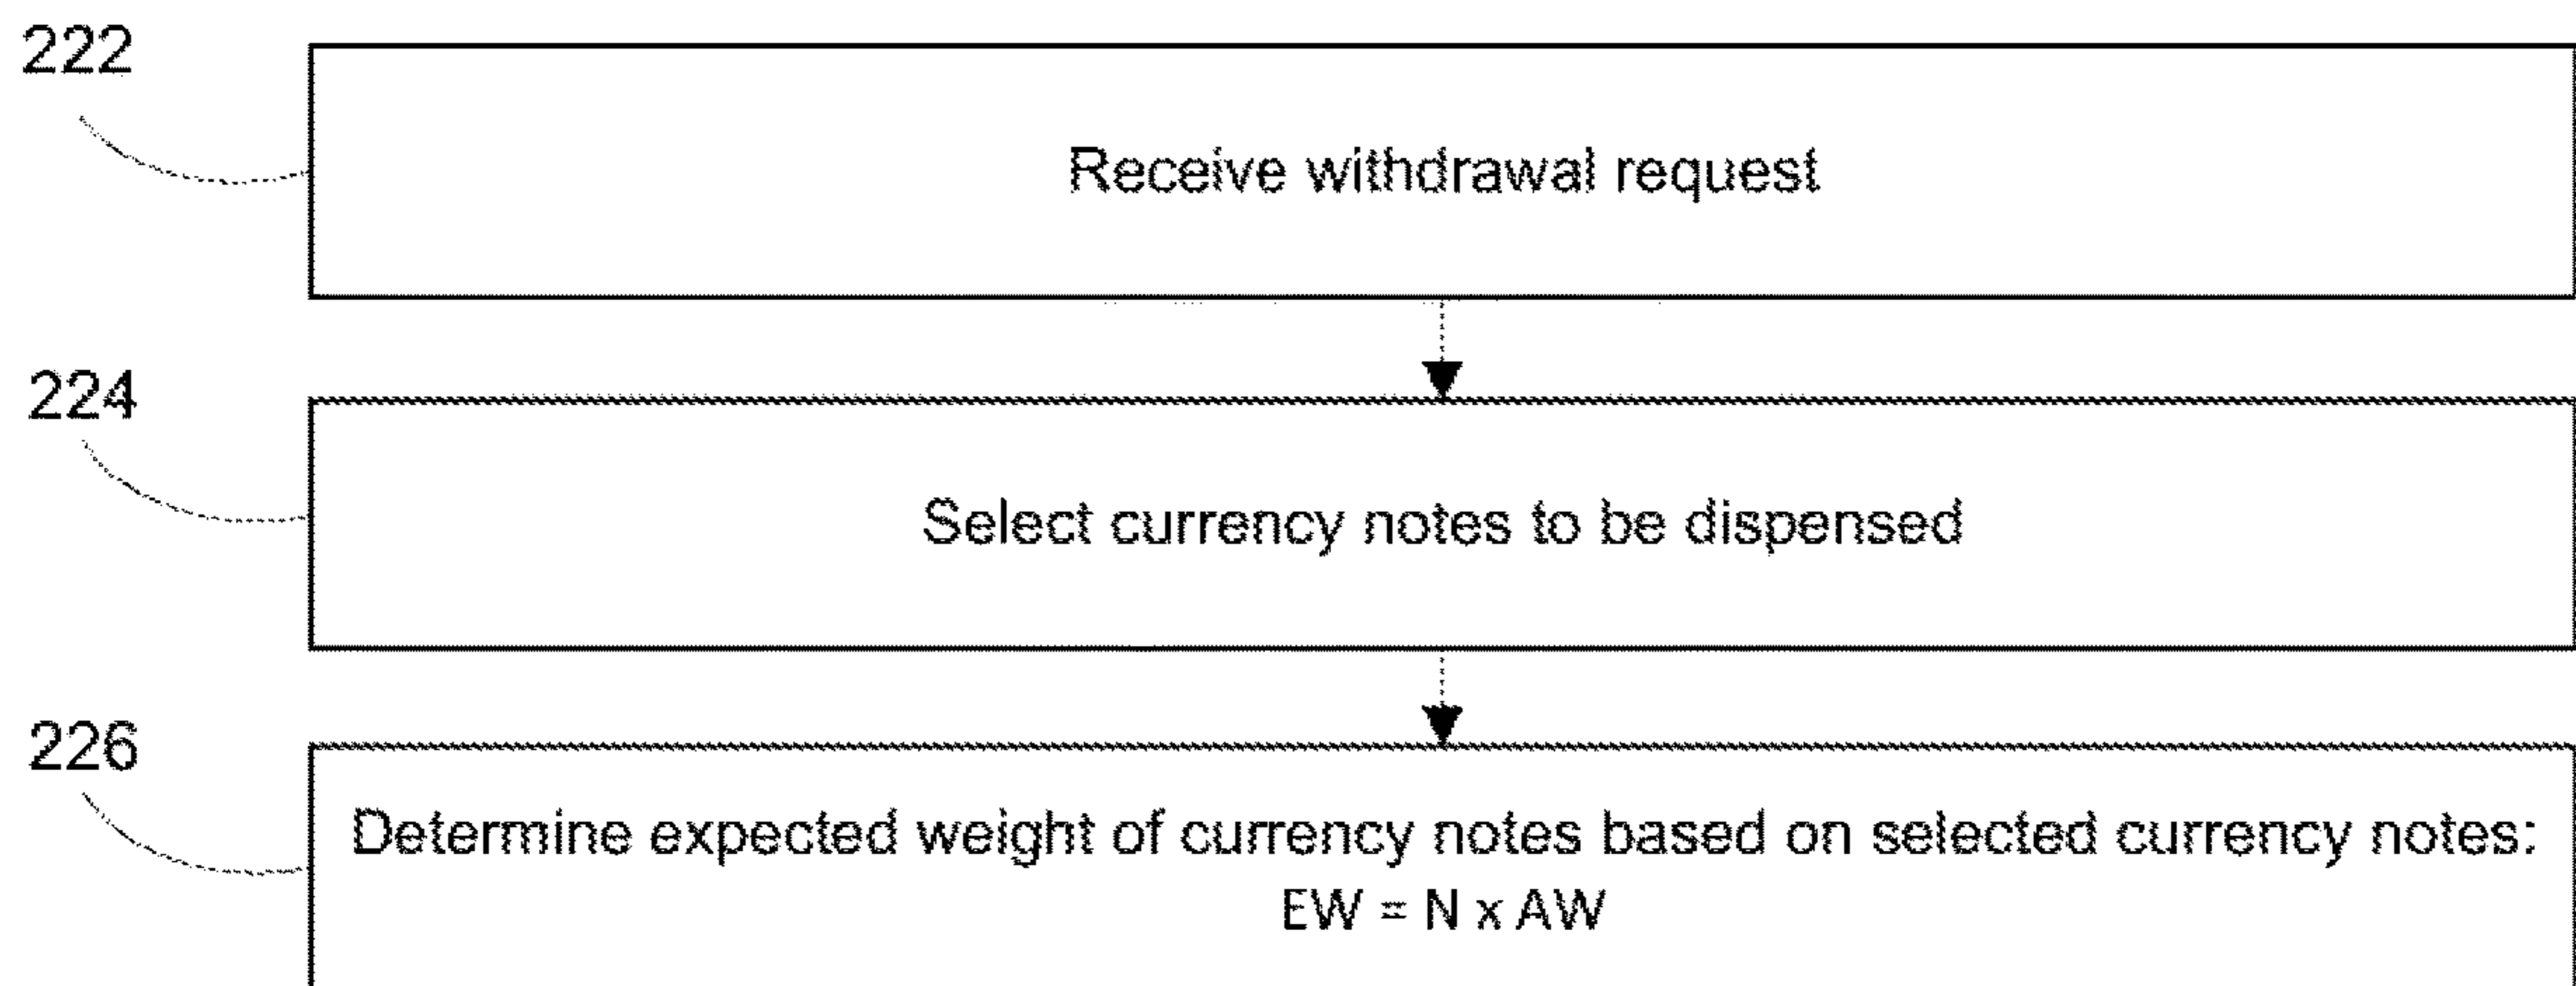 222
Receive withdrawal request
224
Select currency notes to be dispensed
226
Determine expected weight of currency notes based on selected currency notes:
EW = N x AW